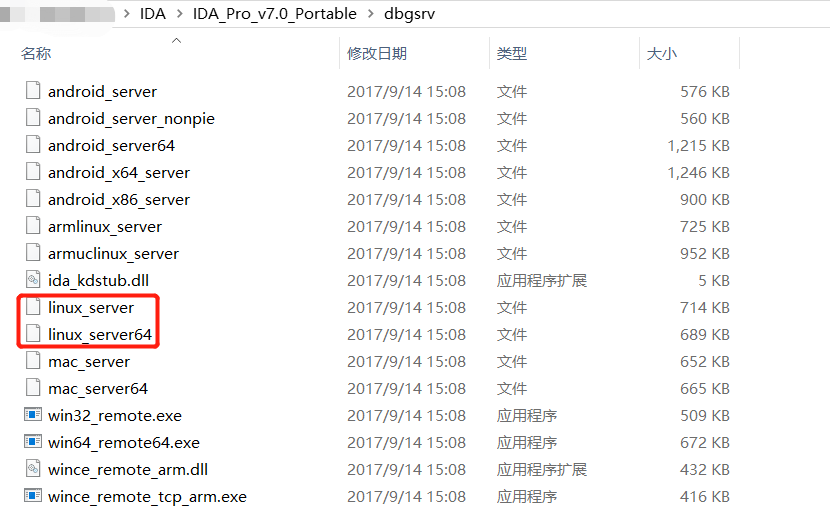 IDA > IDA_Pro_v7.0_Portable > dbgsrv
名称 修改日期 类型 大小
android_server 2017/9/14 15:08 文件 576 KB
android_server_nonpie 2017/9/14 15:08 文件 560 KB
android_server64 2017/9/14 15:08 文件 1,215 KB
android_x64_server 2017/9/14 15:08 文件 1,246 KB
android_x86_server 2017/9/14 15:08 文件 900 KB
armlinux_server 2017/9/14 15:08 文件 725 KB
armuclinux_server 2017/9/14 15:08 文件 952 KB
ida_kdstub.dll 2017/9/14 15:08 应用程序扩展 5 KB
linux_server 2017/9/14 15:08 文件 714 KB
linux_server64 2017/9/14 15:08 文件 689 KB
mac_server 2017/9/14 15:08 文件 652 KB
mac_server64 2017/9/14 15:08 文件 665 KB
win32_remote.exe 2017/9/14 15:08 应用程序 509 KB
win64_remote64.exe 2017/9/14 15:08 应用程序 672 KB
wince_remote_arm.dll 2017/9/14 15:08 应用程序扩展 432 KB
wince_remote_tcp_arm.exe 2017/9/14 15:08 应用程序 416 KB